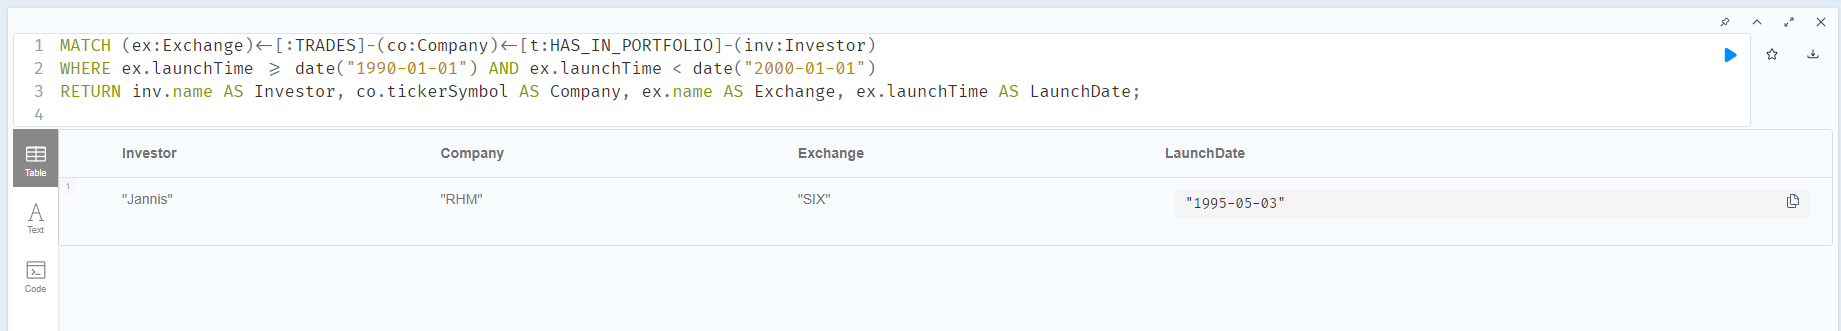 1 MATCH (ex:Exchange)<-[:TRADES]-(co:Company)<-[t:HAS_IN_PORTFOLIO]-(inv:Investor)
2 WHERE ex.launchTime >= date("1990-01-01") AND ex.launchTime < date("2000-01-01")
3 RETURN inv.name AS Investor, co.tickerSymbol AS Company, ex.name AS Exchange, ex.launchTime AS LaunchDate;
4
Table
Text
Code
Investor Company Exchange LaunchDate
1 "Jannis" "RHM" "SIX" "1995-05-03"